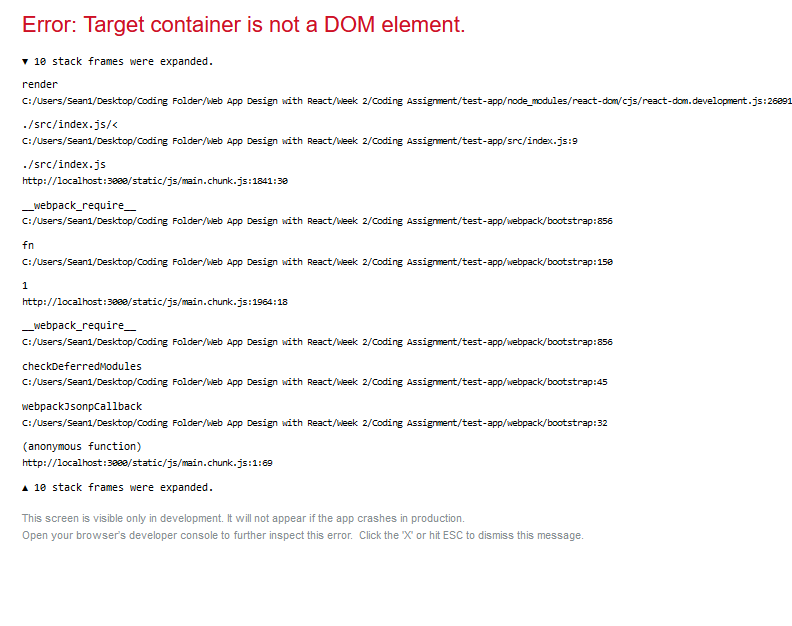 Error: Target container is not a DOM element.
▼ 10 stack frames were expanded.
render
C:/Users/Sean1/Desktop/Coding Folder/Web App Design with React/Week 2/Coding Assignment/test-app/node_modules/react-dom/cjs/react-dom.development.js:26091
./src/index.js/<
C:/Users/Sean1/Desktop/Coding Folder/Web App Design with React/Week 2/Coding Assignment/test-app/src/index.js:9
./src/index.js
http://localhost:3000/static/js/main.chunk.js:1841:30
__webpack_require__
C:/Users/Sean1/Desktop/Coding Folder/Web App Design with React/Week 2/Coding Assignment/test-app/webpack/bootstrap:856
fn
C:/Users/Sean1/Desktop/Coding Folder/Web App Design with React/Week 2/Coding Assignment/test-app/webpack/bootstrap:150
1
http://localhost:3000/static/js/main.chunk.js:1964:18
__webpack_require__
C:/Users/Sean1/Desktop/Coding Folder/Web App Design with React/Week 2/Coding Assignment/test-app/webpack/bootstrap:856
checkDeferredModules
C:/Users/Sean1/Desktop/Coding Folder/Web App Design with React/Week 2/Coding Assignment/test-app/webpack/bootstrap:45
webpackJsonpCallback
C:/Users/Sean1/Desktop/Coding Folder/Web App Design with React/Week 2/Coding Assignment/test-app/webpack/bootstrap:32
(anonymous function)
http://localhost:3000/static/js/main.chunk.js:1:69
▲ 10 stack frames were expanded.
This screen is visible only in development. It will not appear if the app crashes in production.
Open your browser's developer console to further inspect this error.  Click the 'X' or hit ESC to dismiss this message.